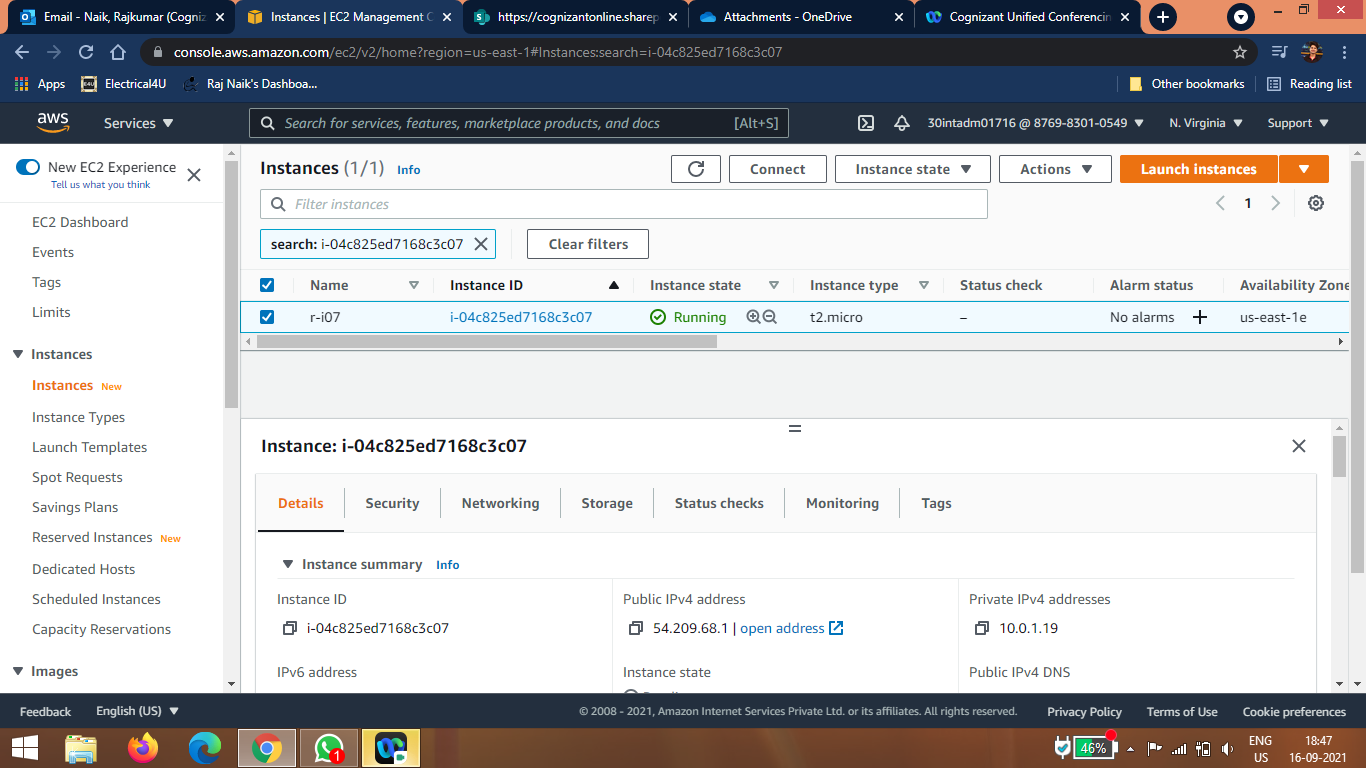 Email - Naik, Rajkumar (Cogniz
Instances | EC2 Management C
https://cognizantonline.sharep
Attachments - OneDrive
Cognizant Unified Conferencin
console.aws.amazon.com/ec2/v2/home?region=us-east-1#Instances:search=i-04c825ed7168c3c07
Apps
Electrical4U
Raj Naik's Dashboa...
Other bookmarks
Reading list
aws
Services
Search for services, features, marketplace products, and docs [Alt+S]
30intadm01716 @ 8769-8301-0549
N. Virginia
Support
New EC2 Experience
Tell us what you think
EC2 Dashboard
Events
Tags
Limits
Instances
Instances New
Instance Types
Launch Templates
Spot Requests
Savings Plans
Reserved Instances New
Dedicated Hosts
Scheduled Instances
Capacity Reservations
Images
Instances (1/1) Info
Connect
Instance state
Actions
Launch instances
Filter instances
1
search: i-04c825ed7168c3c07
Clear filters
Name Instance ID Instance state Instance type Status check Alarm status Availability Zone
r-i07 i-04c825ed7168c3c07 Running t2.micro – No alarms + us-east-1e
Instance: i-04c825ed7168c3c07
Details Security Networking Storage Status checks Monitoring Tags
Instance summary Info
Instance ID
i-04c825ed7168c3c07
Public IPv4 address
54.209.68.1 | open address
Private IPv4 addresses
10.0.1.19
IPv6 address
Instance state
Public IPv4 DNS
Feedback
English (US)
© 2008 - 2021, Amazon Internet Services Private Ltd. or its affiliates. All rights reserved.
Privacy Policy
Terms of Use
Cookie preferences
1
46%
ENG
US
18:47
16-09-2021